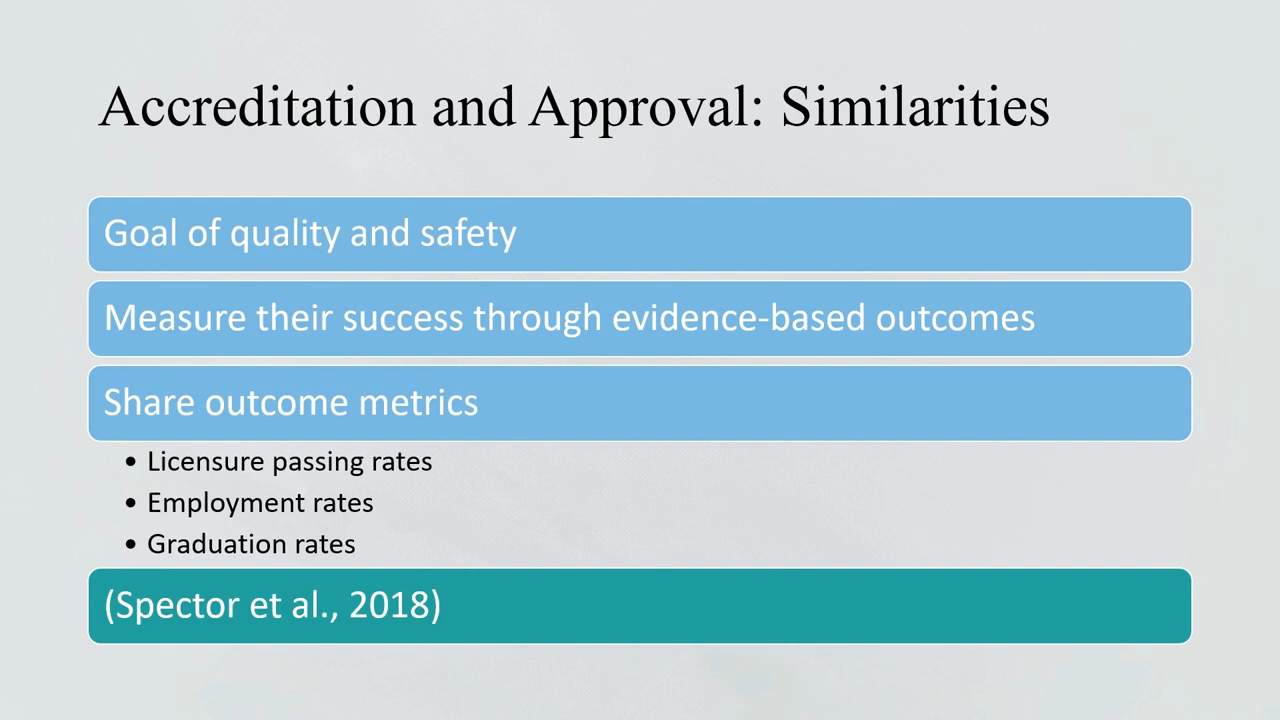 Accreditation and Approval: Similarities
Goal of quality and safety
Measure their success through evidence-based outcomes
Share outcome metrics
• Licensure passing rates
• Employment rates
• Graduation rates
(Spector et al., 2018)